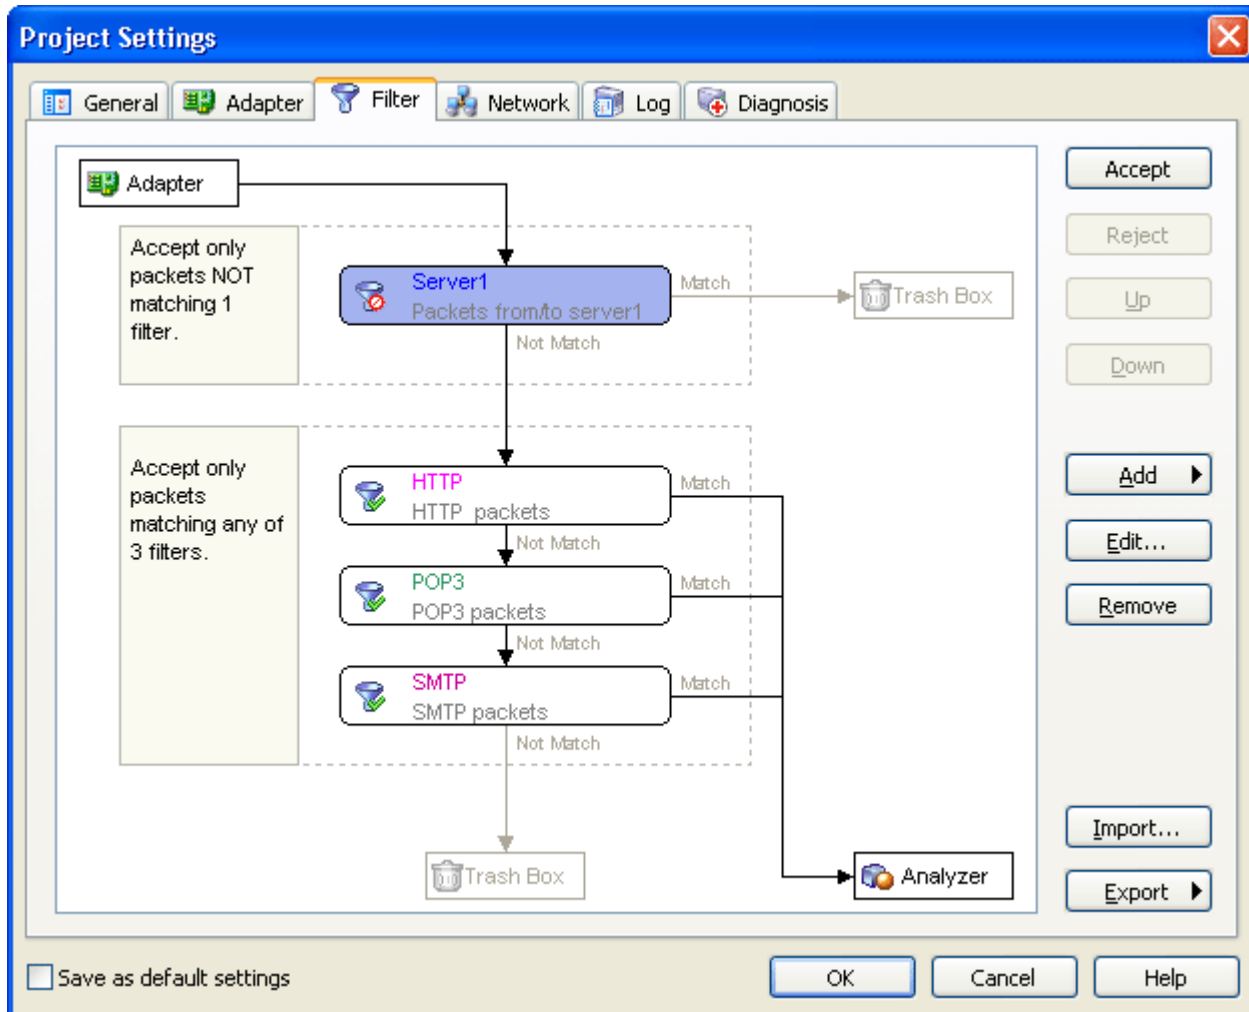 Project Settings
General
Adapter
Filter
Network
Log
Diagnosis
Adapter
Accept only
packets NOT
matching 1
filter.
Server1
Packets from/to server1
Match
Trash Box
Not Match
Accept only
packets
matching any of
3 filters.
HTTP
HTTP packets
Match
Not Match
POP3
POP3 packets
Match
Not Match
SMTP
SMTP packets
Match
Not Match
Trash Box
Analyzer
Accept
Reject
Up
Down
Add
Edit...
Remove
Import...
Export
Save as default settings
OK
Cancel
Help